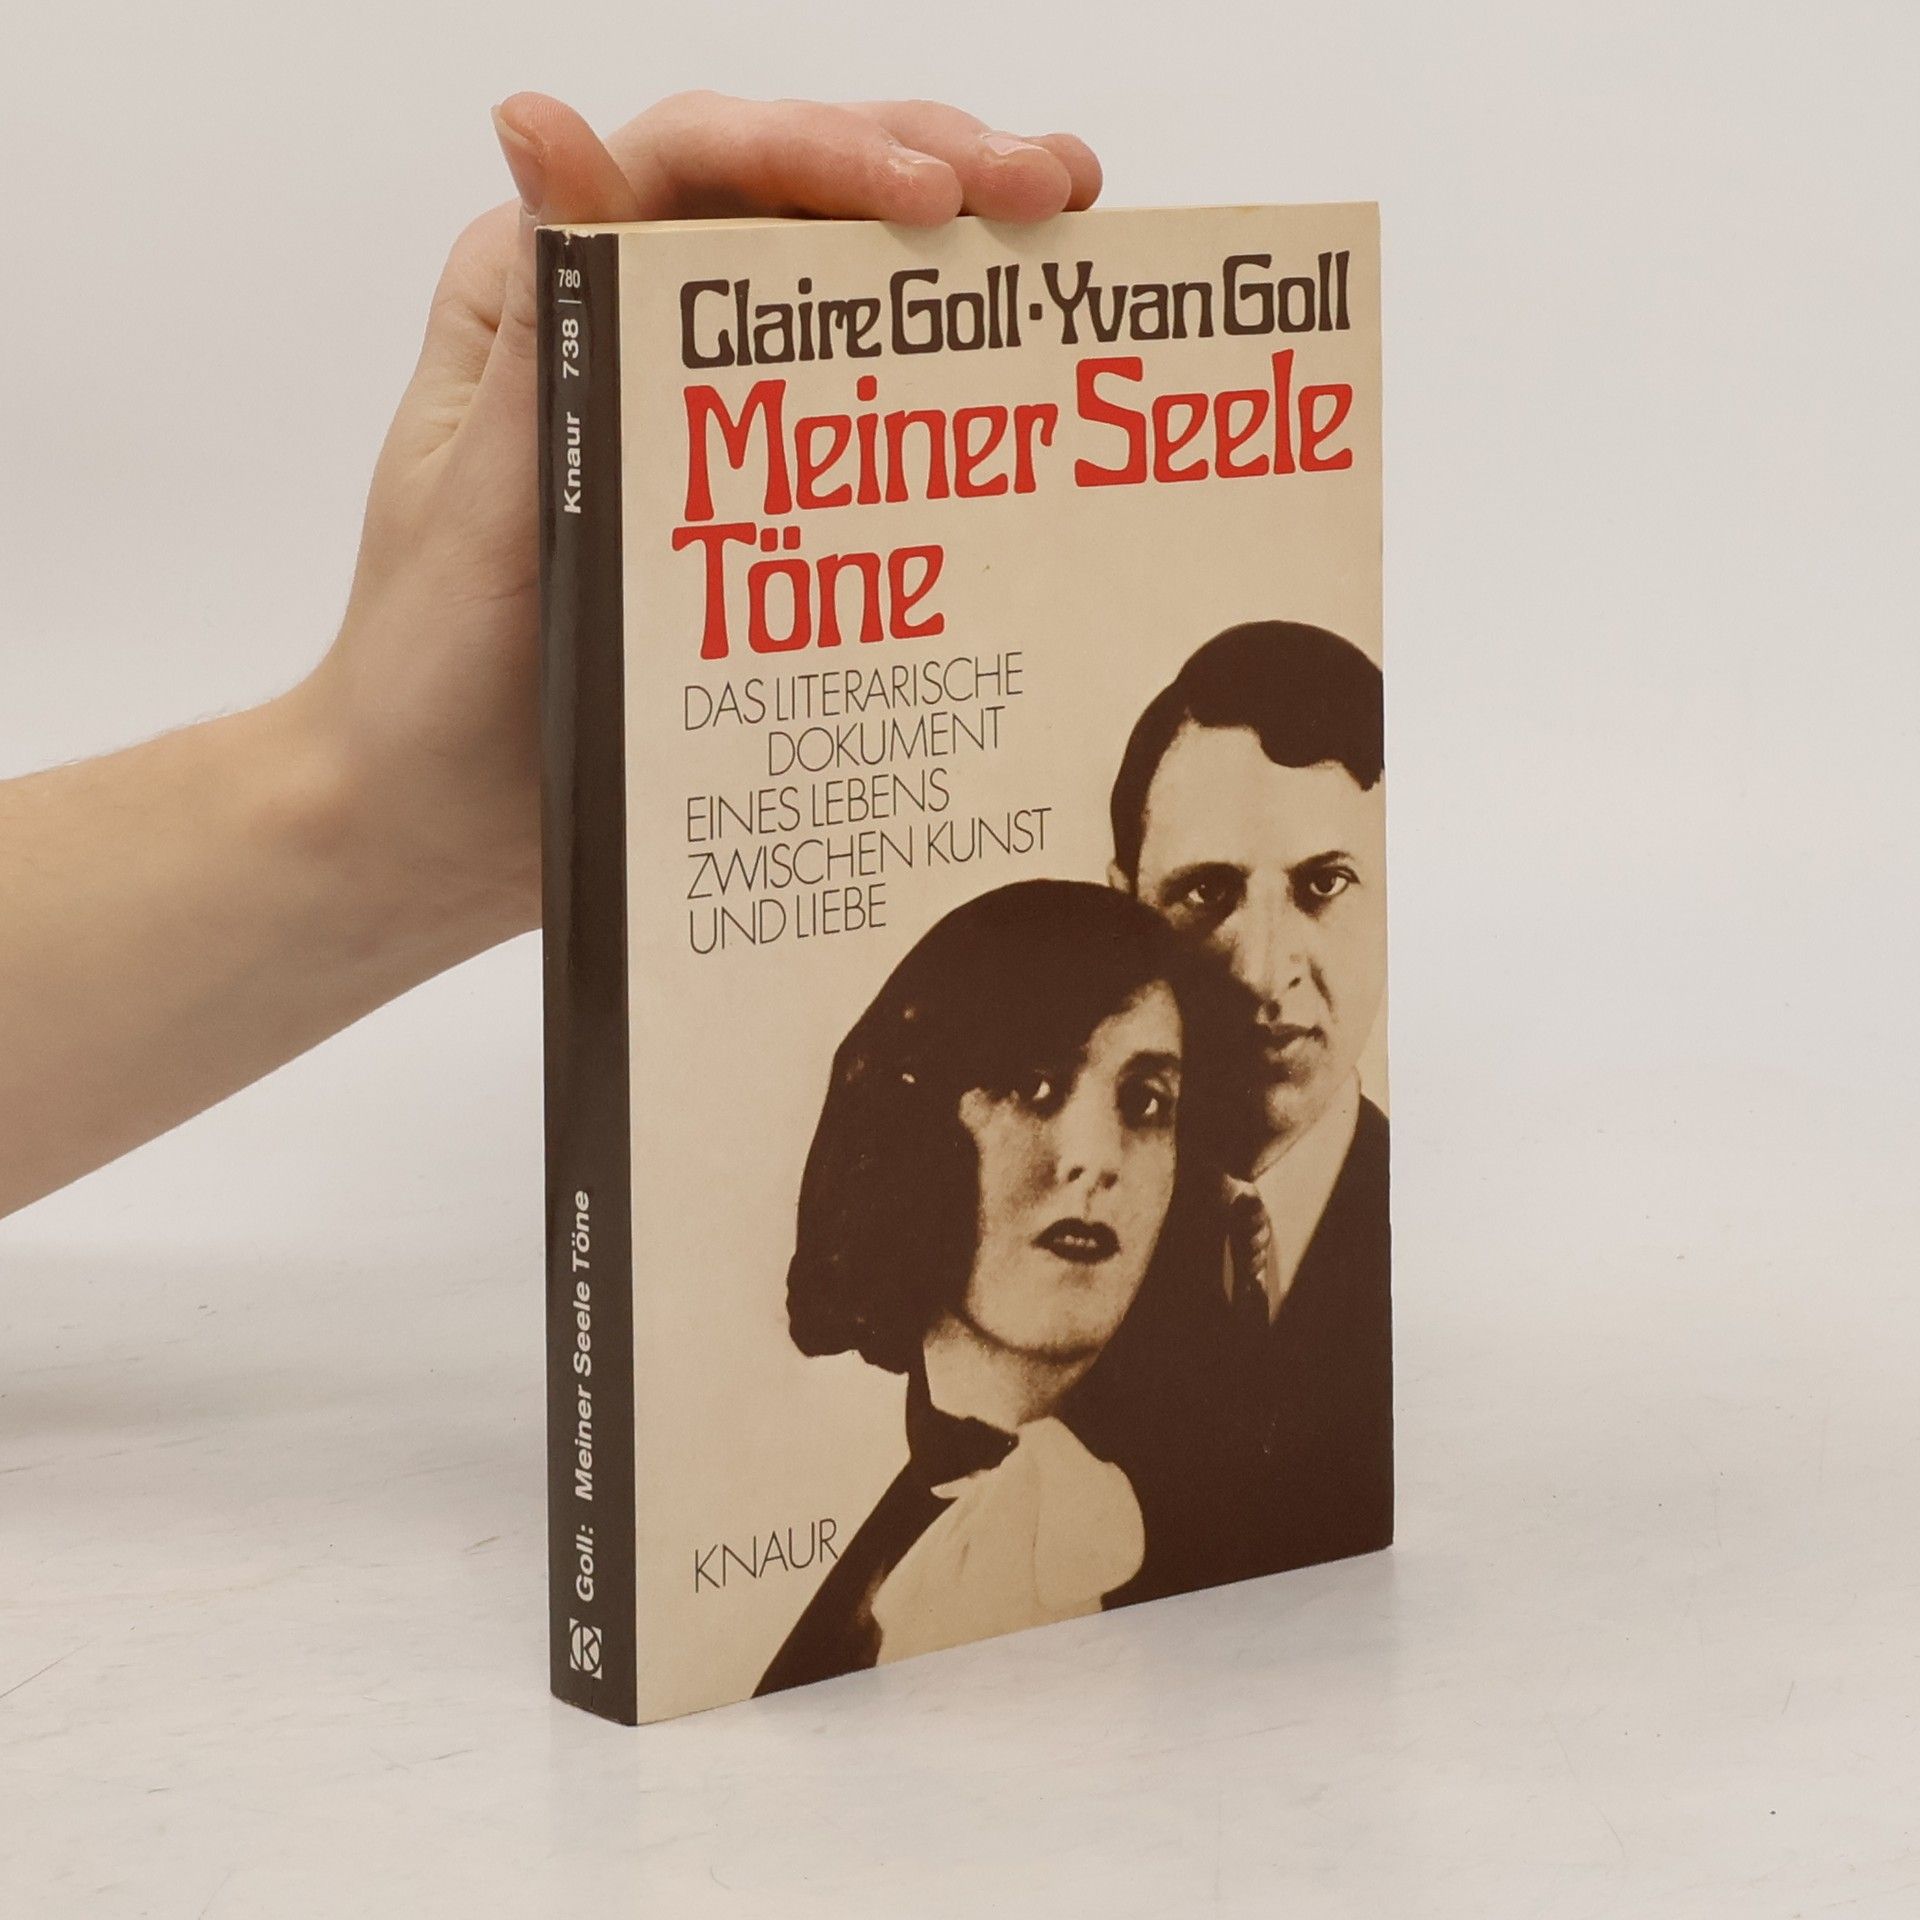 Claire Goll · Yvan Goll
Meiner Seele
Töne
DAS LITERARISCHE
DOKUMENT
EINES LEBENS
ZWISCHEN KUNST
UND LIEBE
KNAUR
780
Knaur 738
Goll: Meiner Seele Töne
K